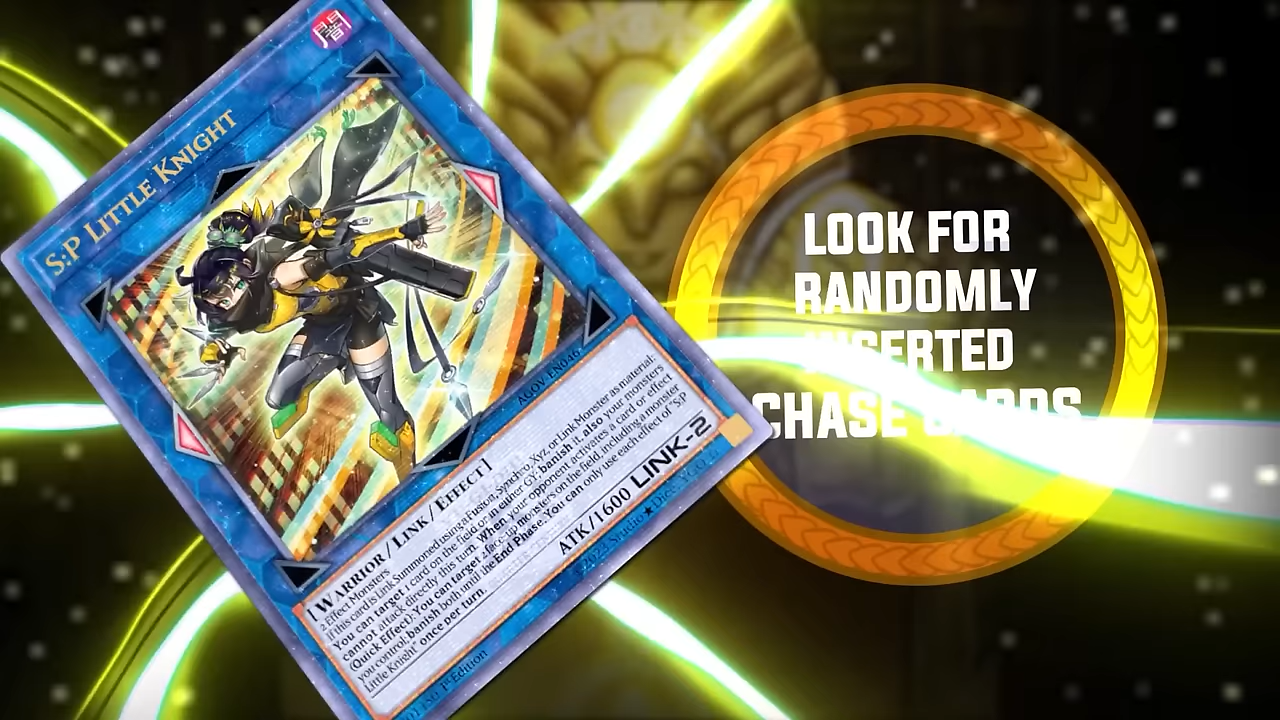 闇
S:P LITTLE KNIGHT
AGOV-EN046
[WARRIOR / LINK / EFFECT]
2 Effect Monsters
If this card is Link Summoned using a Fusion, Synchro, Xyz, or Link Monster as material:
You can target 1 card on the field or in either GY; banish it, also your monsters
cannot attack directly this turn. When your opponent activates a card or effect
(Quick Effect): You can target 2 face-up monsters on the field, including a monster
you control; banish both until the End Phase. You can only use each effect of "S:P
Little Knight" once per turn.
ATK/1600 LINK-2
1st Edition
LOOK FOR
RANDOMLY
INSERTED
CHASE CARDS